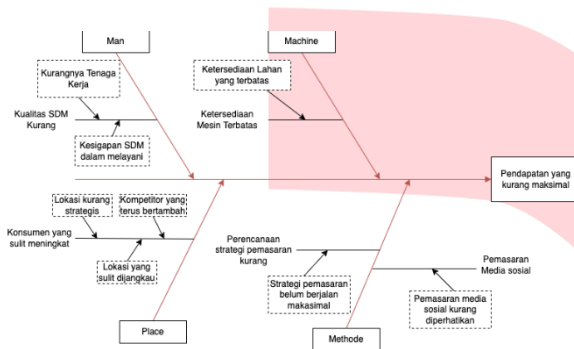 Man
Machine
Kurangnya Tenaga
Kerja
Ketersediaan Lahan
yang terbatas
Kualitas SDM
Kurang
Ketersediaan
Mesin Terbatas
Kesigapan SDM
dalam melayani
Pendapatan yang
kurang maksimal
Lokasi kurang
strategis
Kompetitor yang
terus bertambah
Konsumen yang
sulit meningkat
Lokasi yang
sulit dijangkau
Perencanaan
strategi pemasaran
kurang
Pemasaran
Media sosial
Strategi pemasaran
belum berjalan
makasimal
Pemasaran media
sosial kurang
diperhatikan
Place
Methode